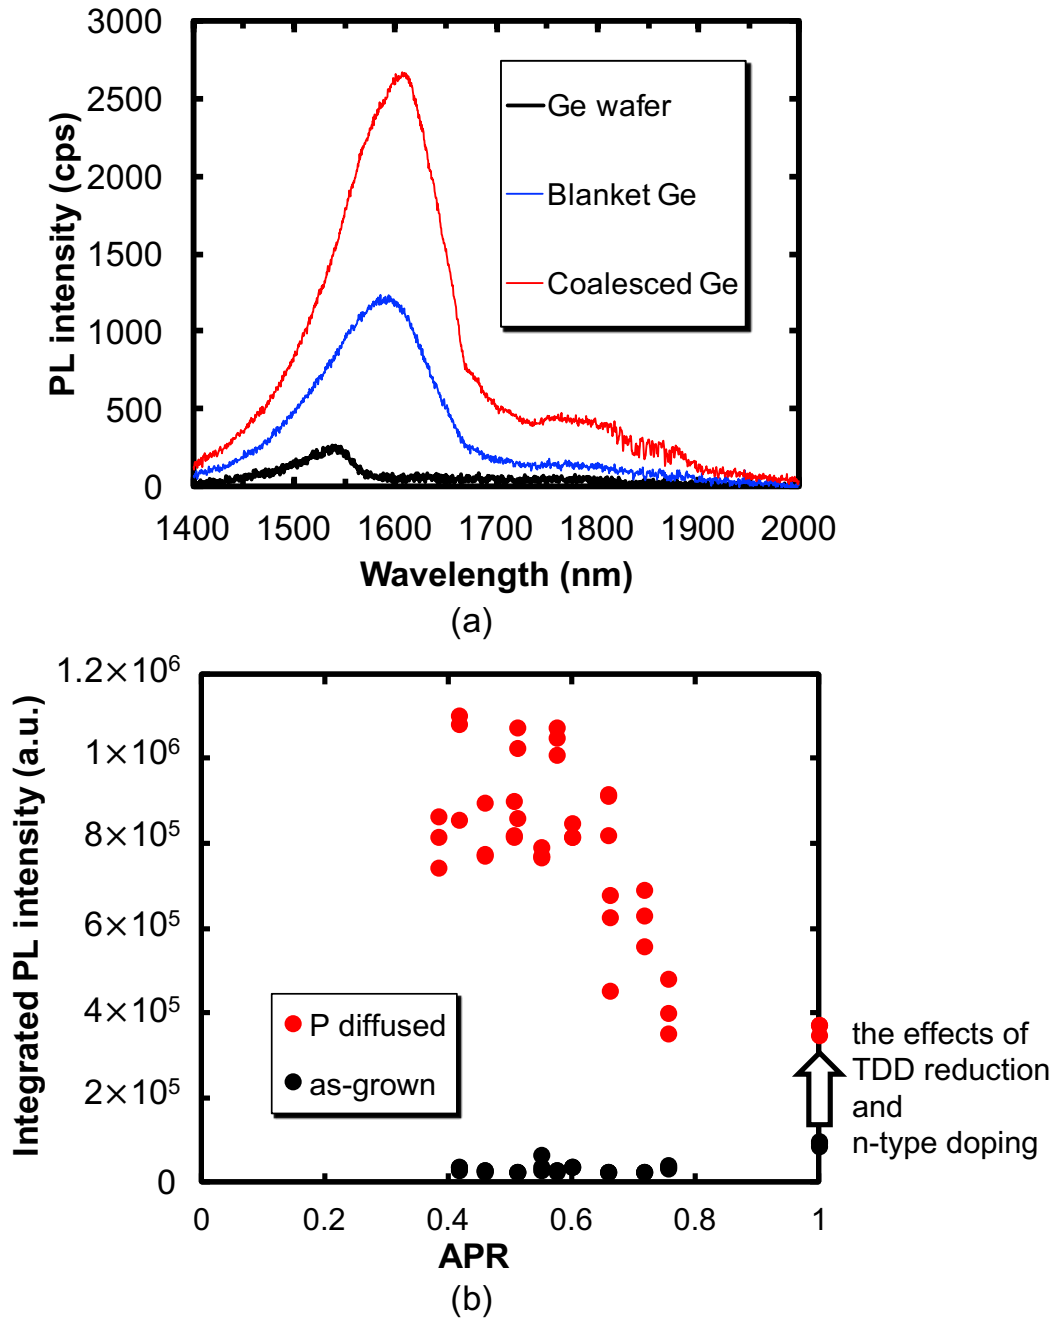 3000
2500
2000
1500
1000
500
0
PL intensity (cps)
Ge wafer
Blanket Ge
Coalesced Ge
1400 1500 1600 1700 1800 1900 2000
Wavelength (nm)
(a)
1.2×10⁶
1×10⁶
8×10⁵
6×10⁵
4×10⁵
2×10⁵
0
Integrated PL intensity (a.u.)
P diffused
as-grown
the effects of
TDD reduction
and
n-type doping
0 0.2 0.4 0.6 0.8 1
APR
(b)